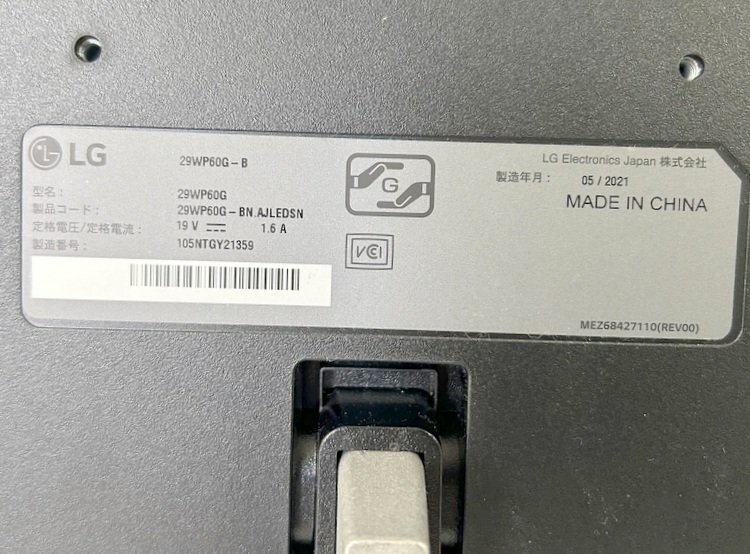 LG
29WP60G-B
型名： 29WP60G
製品コード： 29WP60G-BN.AJLEDSN
定格電圧/定格電流： 19 V ⎓ 1.6 A
製造番号： 105NTGY21359
G
VCI
LG Electronics Japan 株式会社
製造年月： 05 / 2021
MADE IN CHINA
MEZ68427110(REV00)